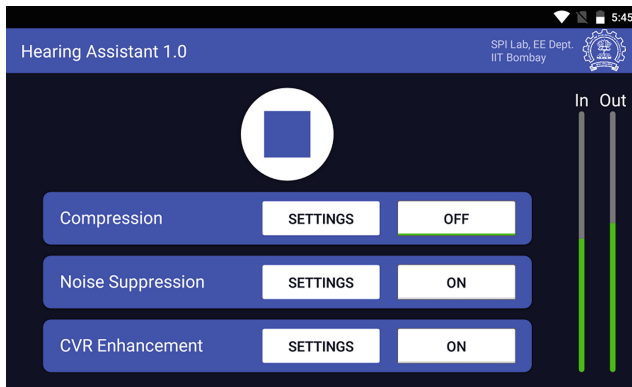 5:45
Hearing Assistant 1.0
SPI Lab, EE Dept.
IIT Bombay
In Out
Compression SETTINGS OFF
Noise Suppression SETTINGS ON
CVR Enhancement SETTINGS ON